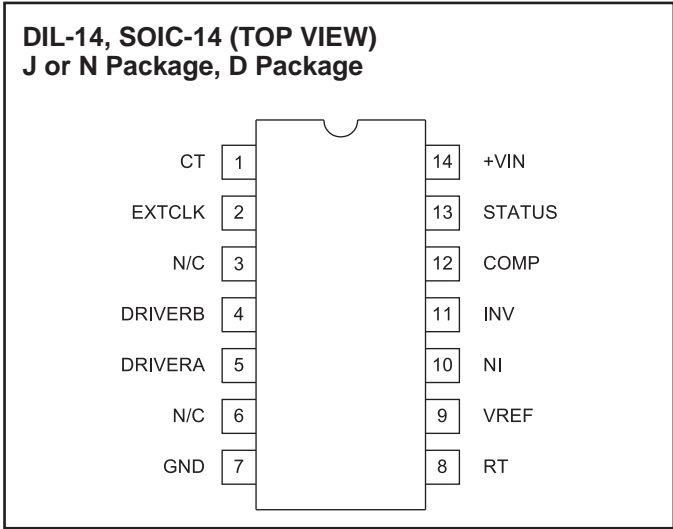 DIL-14, SOIC-14 (TOP VIEW)
J or N Package, D Package
CT 1 14 +VIN
EXTCLK 2 13 STATUS
N/C 3 12 COMP
DRIVERB 4 11 INV
DRIVERA 5 10 NI
N/C 6 9 VREF
GND 7 8 RT